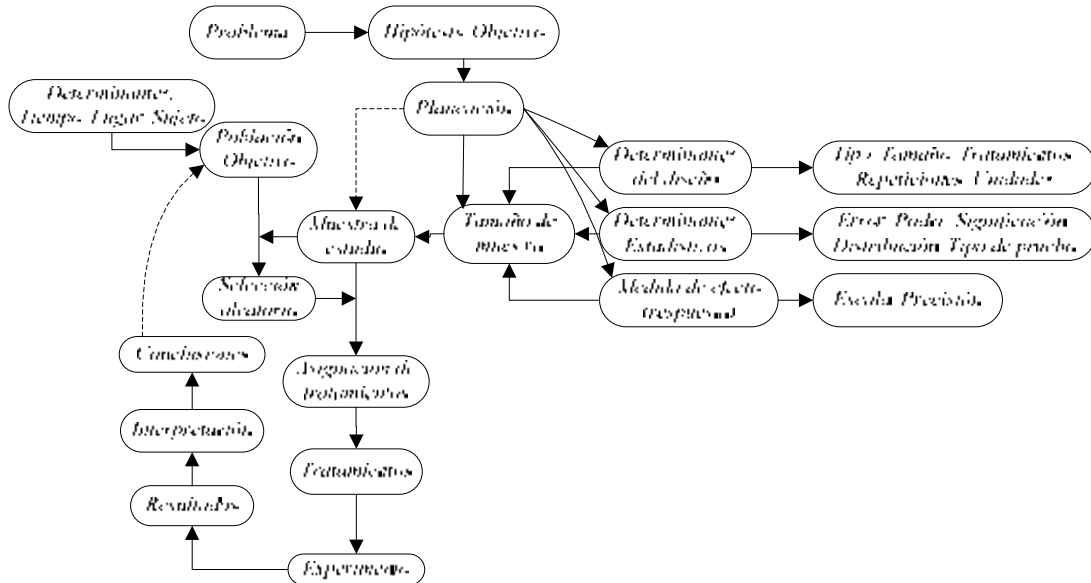 Problema
Hipótesis Objetivo
Determinantes,
Tiempo Lugar Sujeto
Planeación
Población
Objetivo
Determinantes
del diseño
Tipo Tamaño Tratamientos
Repeticiones Unidades
Muestra de
estudio
Tamaño de
muestra
Determinantes
Estadísticos
Error Poder Significación
Distribución Tipo de prueba
Selección
aleatoria
Medida de efecto
(respuesta)
Escala Precisión
Conclusiones
Asignación de
tratamientos
Interpretación
Tratamientos
Resultados
Experimento